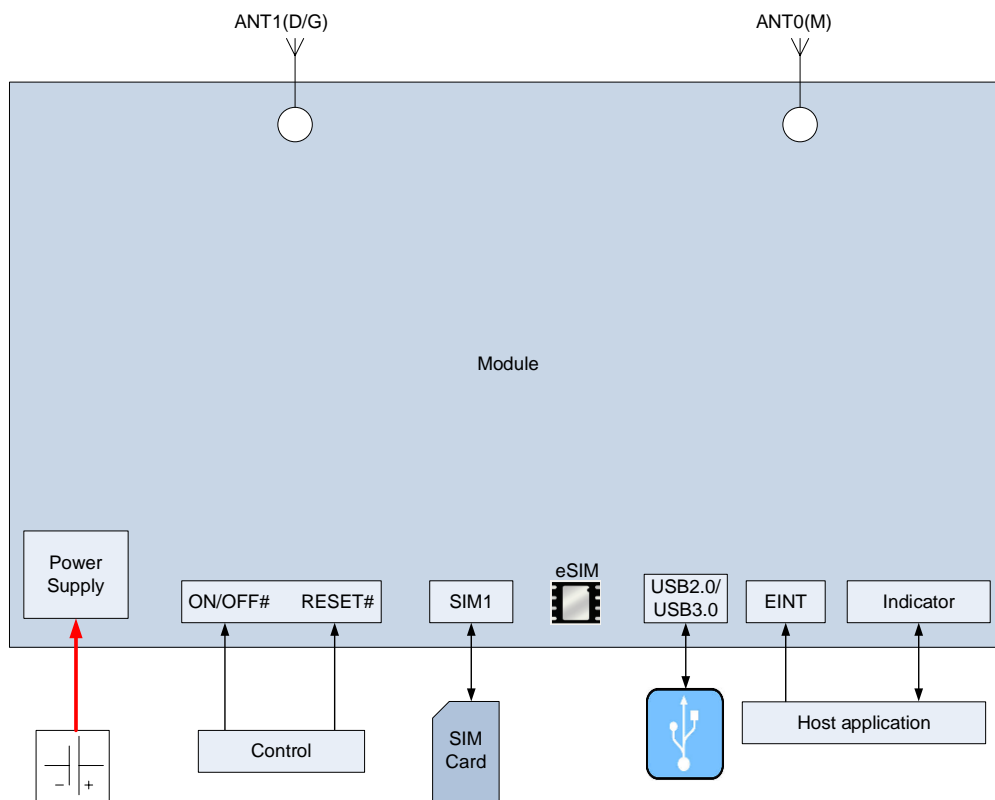 ANT1(D/G)
ANT0(M)
Module
Power
Supply
ON/OFF#
RESET#
SIM1
eSIM
USB2.0/
USB3.0
EINT
Indicator
Control
SIM
Card
Host application
− +